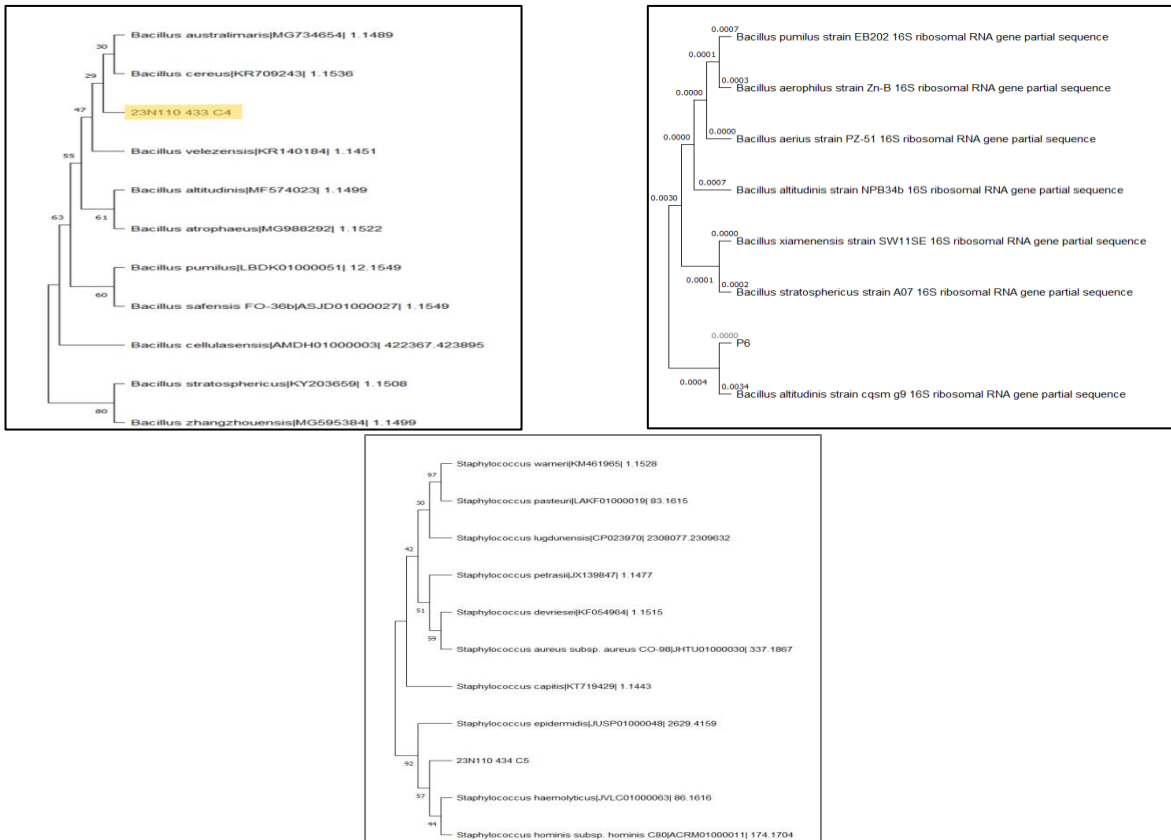 Bacillus australimaris|MG734654| 1.1489
30
Bacillus cereus|KR709243| 1.1536
29
23N110 433 C4
47
Bacillus velezensis|KR140184| 1.1451
55
Bacillus altitudinis|MF574023| 1.1499
61
Bacillus atrophaeus|MG988292| 1.1522
63
Bacillus pumilus|LBDK01000051| 12.1549
60
Bacillus safensis FO-36b|ASJD01000027| 1.1549
Bacillus cellulasensis|AMDH01000003| 422367.423895
Bacillus stratosphericus|KY203659| 1.1508
80
Bacillus zhangzhouensis|MG595384| 1.1499
0.0007
Bacillus pumilus strain EB202 16S ribosomal RNA gene partial sequence
0.0001
0.0003
Bacillus aerophilus strain Zn-B 16S ribosomal RNA gene partial sequence
0.0000
0.0000
Bacillus aerius strain PZ-51 16S ribosomal RNA gene partial sequence
0.0000
0.0007
Bacillus altitudinis strain NPB34b 16S ribosomal RNA gene partial sequence
0.0030
0.0000
Bacillus xiamenensis strain SW11SE 16S ribosomal RNA gene partial sequence
0.0001
0.0002
Bacillus stratosphericus strain A07 16S ribosomal RNA gene partial sequence
0.0000
P6
0.0004
0.0034
Bacillus altitudinis strain cqsm g9 16S ribosomal RNA gene partial sequence
Staphylococcus warneri|KM461965| 1.1528
97
Staphylococcus pasteuri|LAKF01000019| 83.1615
30
Staphylococcus lugdunensis|CP023970| 2308077.2309632
42
Staphylococcus petrasii|JX139847| 1.1477
51
Staphylococcus devriesei|KF054964| 1.1515
59
Staphylococcus aureus subsp. aureus CO-98|JHTU01000030| 337.1867
Staphylococcus capitis|KT719429| 1.1443
Staphylococcus epidermidis|JUSP01000048| 2629.4159
92
23N110 434 C5
57
Staphylococcus haemolyticus|JVLC01000063| 86.1616
44
Staphylococcus hominis subsp. hominis C80|ACRM01000011| 174.1704